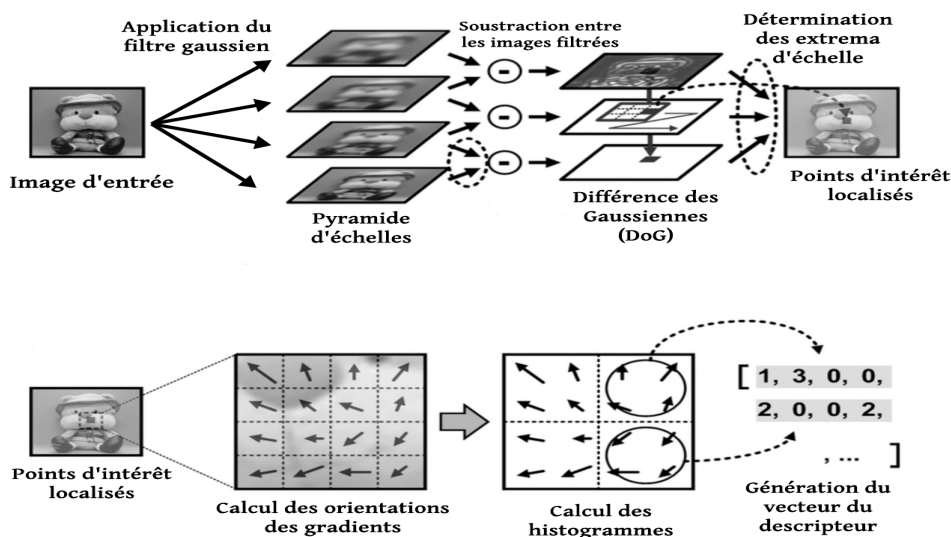 Application du
filtre gaussien
Soustraction entre
les images filtrées
Détermination
des extrema
d'échelle
-
-
-
Image d'entrée
Pyramide
d'échelles
Différence des
Gaussiennes
(DoG)
Points d'intérêt
localisés
[ 1, 3, 0, 0,
2, 0, 0, 2,
, ... ]
Points d'intérêt
localisés
Calcul des orientations
des gradients
Calcul des
histogrammes
Génération du
vecteur du
descripteur